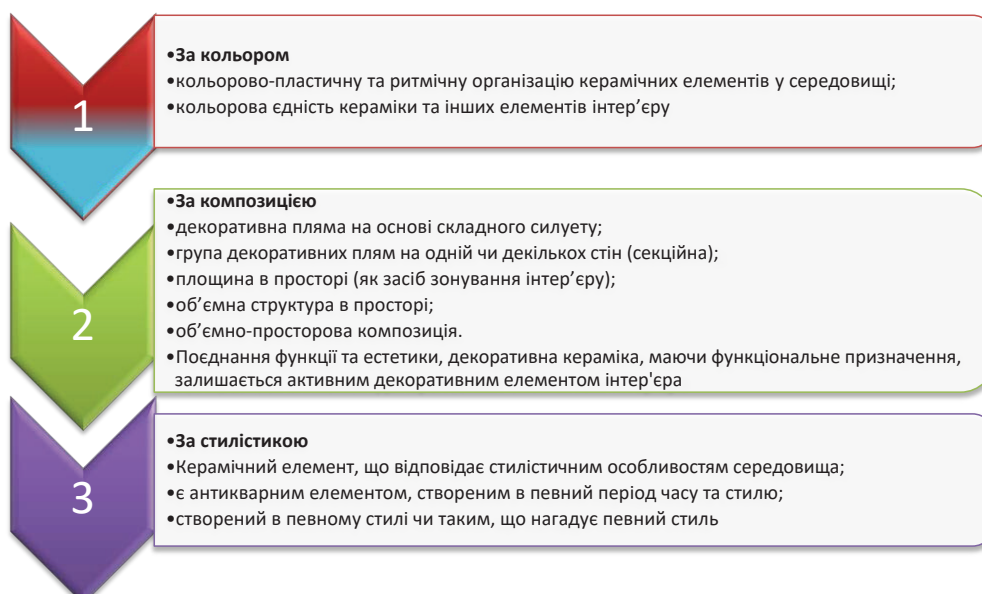 1
•За кольором
•кольорово-пластичну та ритмічну організацію керамічних елементів у середовищі;
•кольорова єдність кераміки та інших елементів інтер’єру
2
•За композицією
•декоративна пляма на основі складного силуету;
•група декоративних плям на одній чи декількох стін (секційна);
•площина в просторі (як засіб зонування інтер’єру);
•об’ємна структура в просторі;
•об’ємно-просторова композиція.
•Поєднання функції та естетики, декоративна кераміка, маючи функціональне призначення,
залишається активним декоративним елементом інтер'єра
3
•За стилістикою
•Керамічний елемент, що відповідає стилістичним особливостям середовища;
•є антикварним елементом, створеним в певний період часу та стилю;
•створений в певному стилі чи таким, що нагадує певний стиль